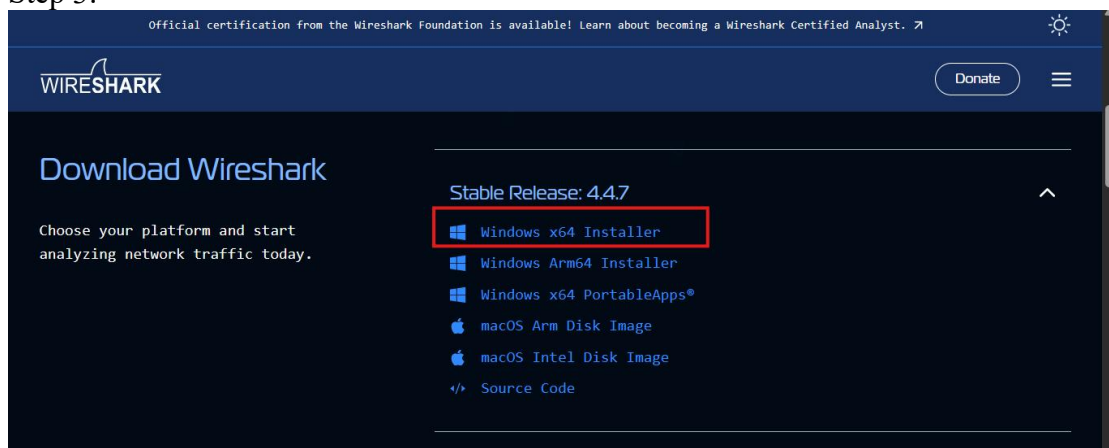 Step 3:
Official certification from the Wireshark Foundation is available! Learn about becoming a Wireshark Certified Analyst. ↗
WIRESHARK
Donate
Download Wireshark
Choose your platform and start
analyzing network traffic today.
Stable Release: 4.4.7
Windows x64 Installer
Windows Arm64 Installer
Windows x64 PortableApps®
macOS Arm Disk Image
macOS Intel Disk Image
</> Source Code